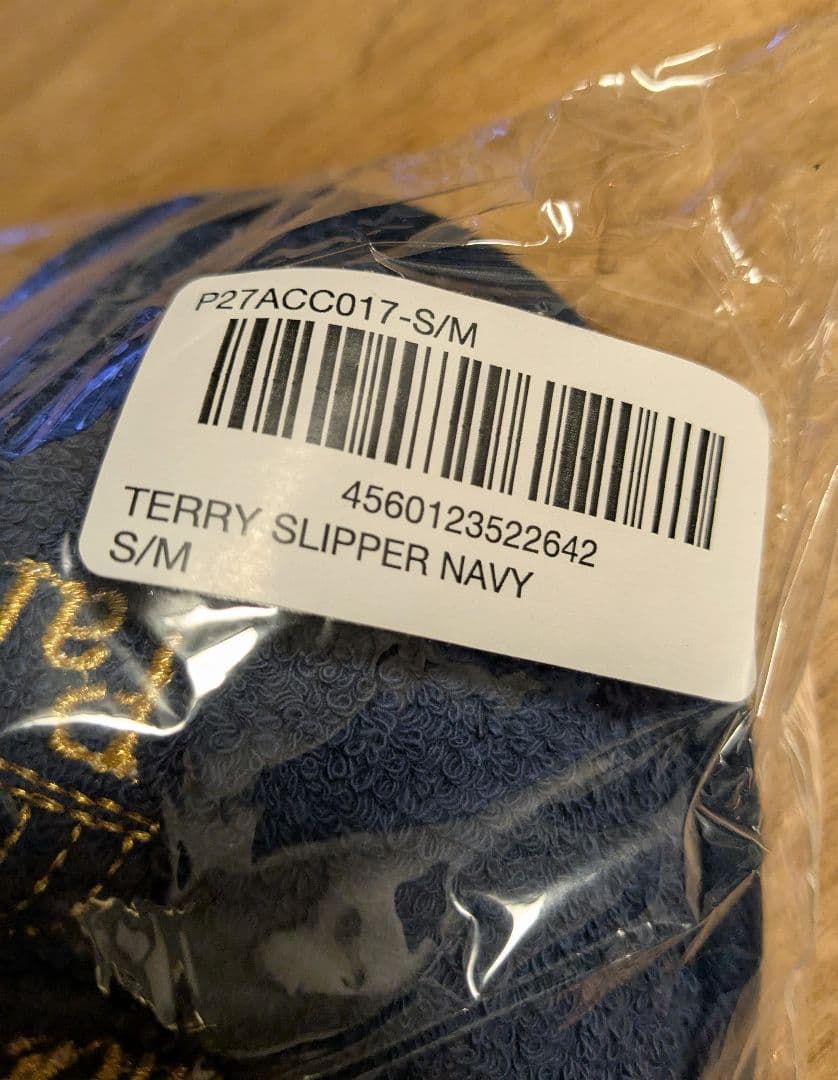 P27ACC017-S/M
4560123522642
TERRY SLIPPER NAVY
S/M